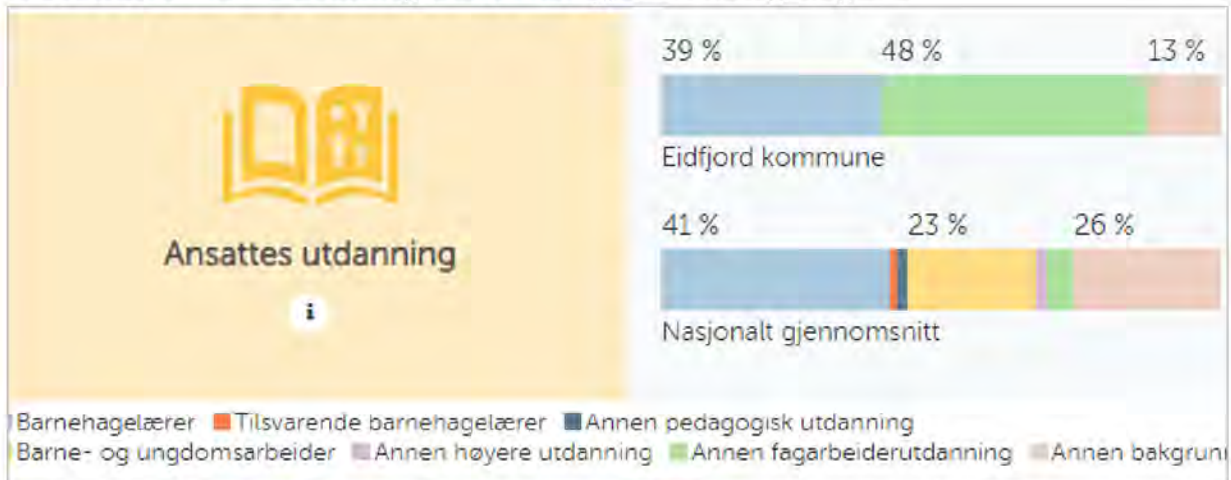 Ansattes utdanning
i
39 % 48 % 13 %
Eidfjord kommune
41 % 23 % 26 %
Nasjonalt gjennomsnitt
Barnehagelærer Tilsvarende barnehagelærer Annen pedagogisk utdanning
Barne- og ungdomsarbeider Annen høyere utdanning Annen fagarbeiderutdanning Annen